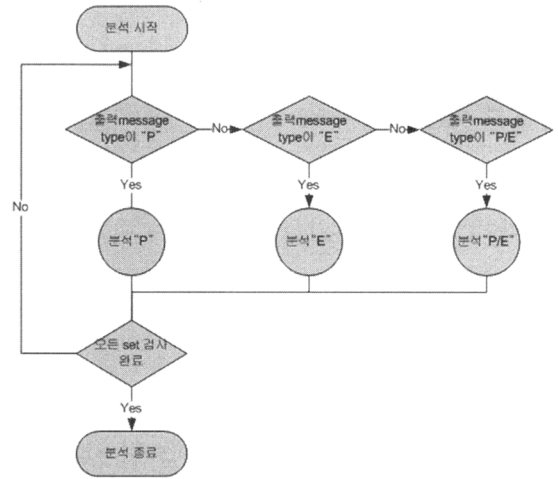 분석 시작
출력message
type이 "P"
No
출력message
type이 "E"
No
출력message
type이 "P/E"
Yes
Yes
Yes
No
분석"P"
분석"E"
분석"P/E"
모든 set 검사
완료
Yes
분석 종료